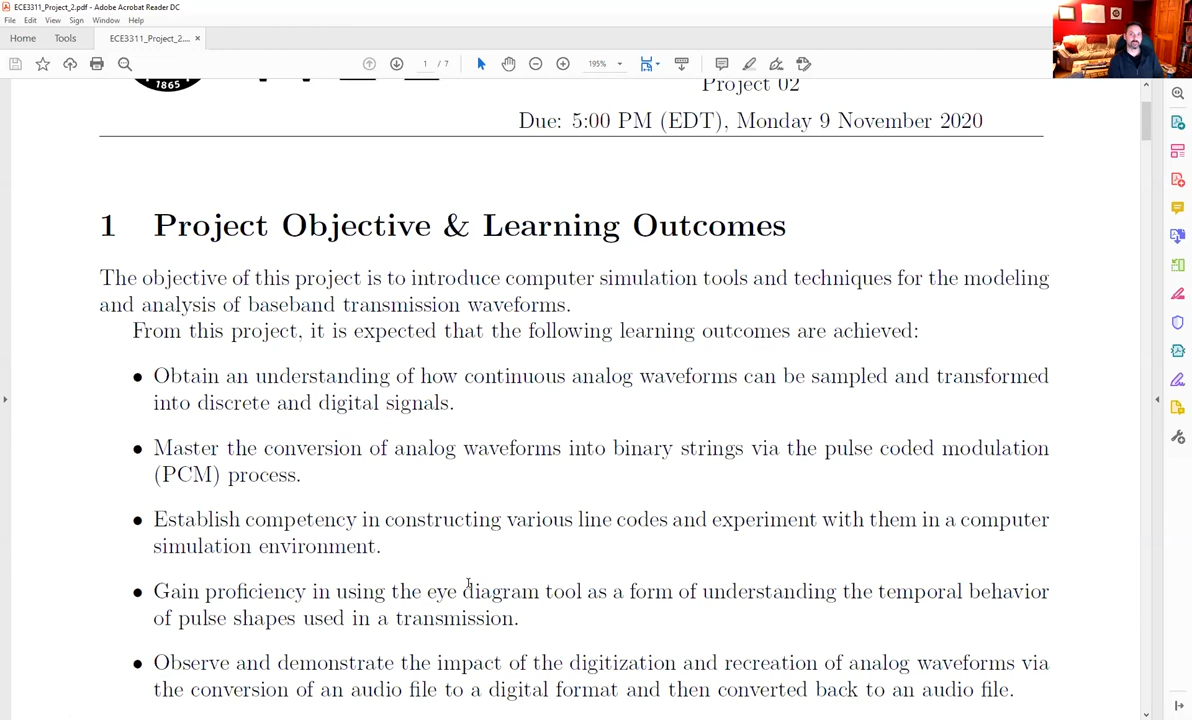 ECE3311_Project_2.pdf - Adobe Acrobat Reader DC
File Edit View Sign Window Help
Home Tools ECE3311_Project_2.... ×
1 / 7 195%
1865
Project 02
Due: 5:00 PM (EDT), Monday 9 November 2020
1 Project Objective & Learning Outcomes
The objective of this project is to introduce computer simulation tools and techniques for the modeling
and analysis of baseband transmission waveforms.
From this project, it is expected that the following learning outcomes are achieved:
• Obtain an understanding of how continuous analog waveforms can be sampled and transformed
into discrete and digital signals.
• Master the conversion of analog waveforms into binary strings via the pulse coded modulation
(PCM) process.
• Establish competency in constructing various line codes and experiment with them in a computer
simulation environment.
• Gain proficiency in using the eye diagram tool as a form of understanding the temporal behavior
of pulse shapes used in a transmission.
• Observe and demonstrate the impact of the digitization and recreation of analog waveforms via
the conversion of an audio file to a digital format and then converted back to an audio file.